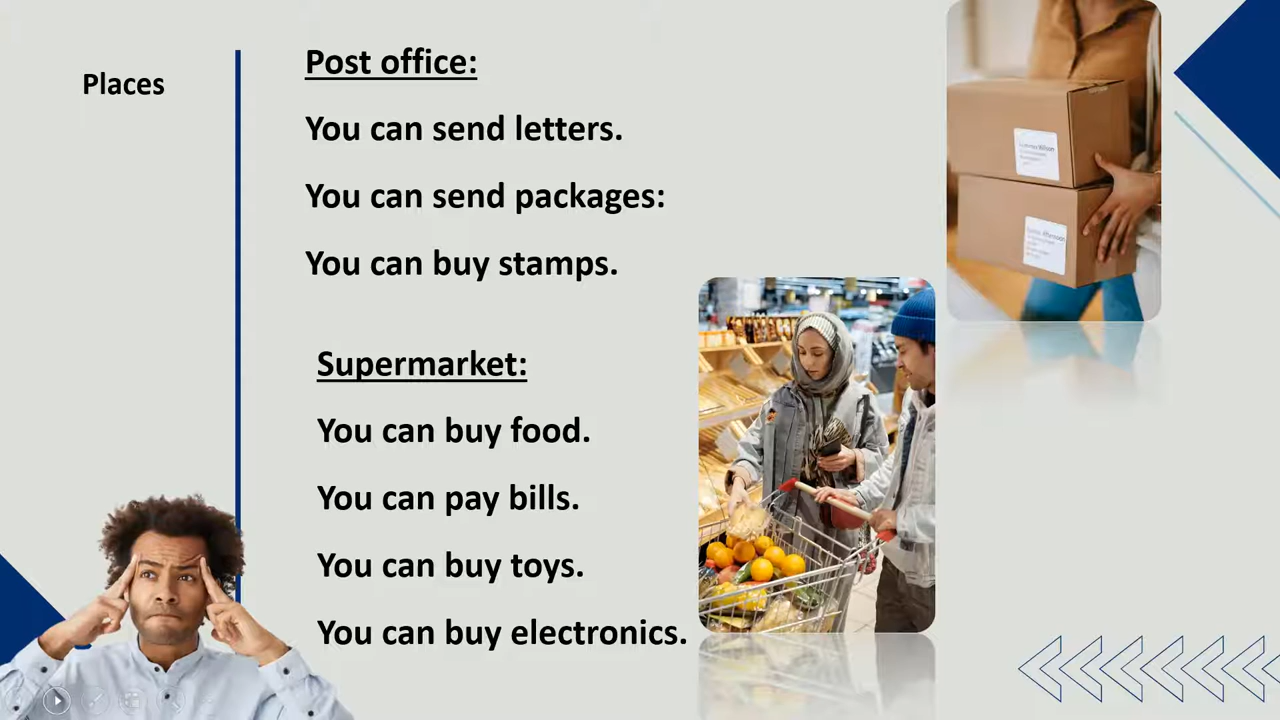 Places
Post office:
You can send letters.
You can send packages:
You can buy stamps.
Supermarket:
You can buy food.
You can pay bills.
You can buy toys.
You can buy electronics.